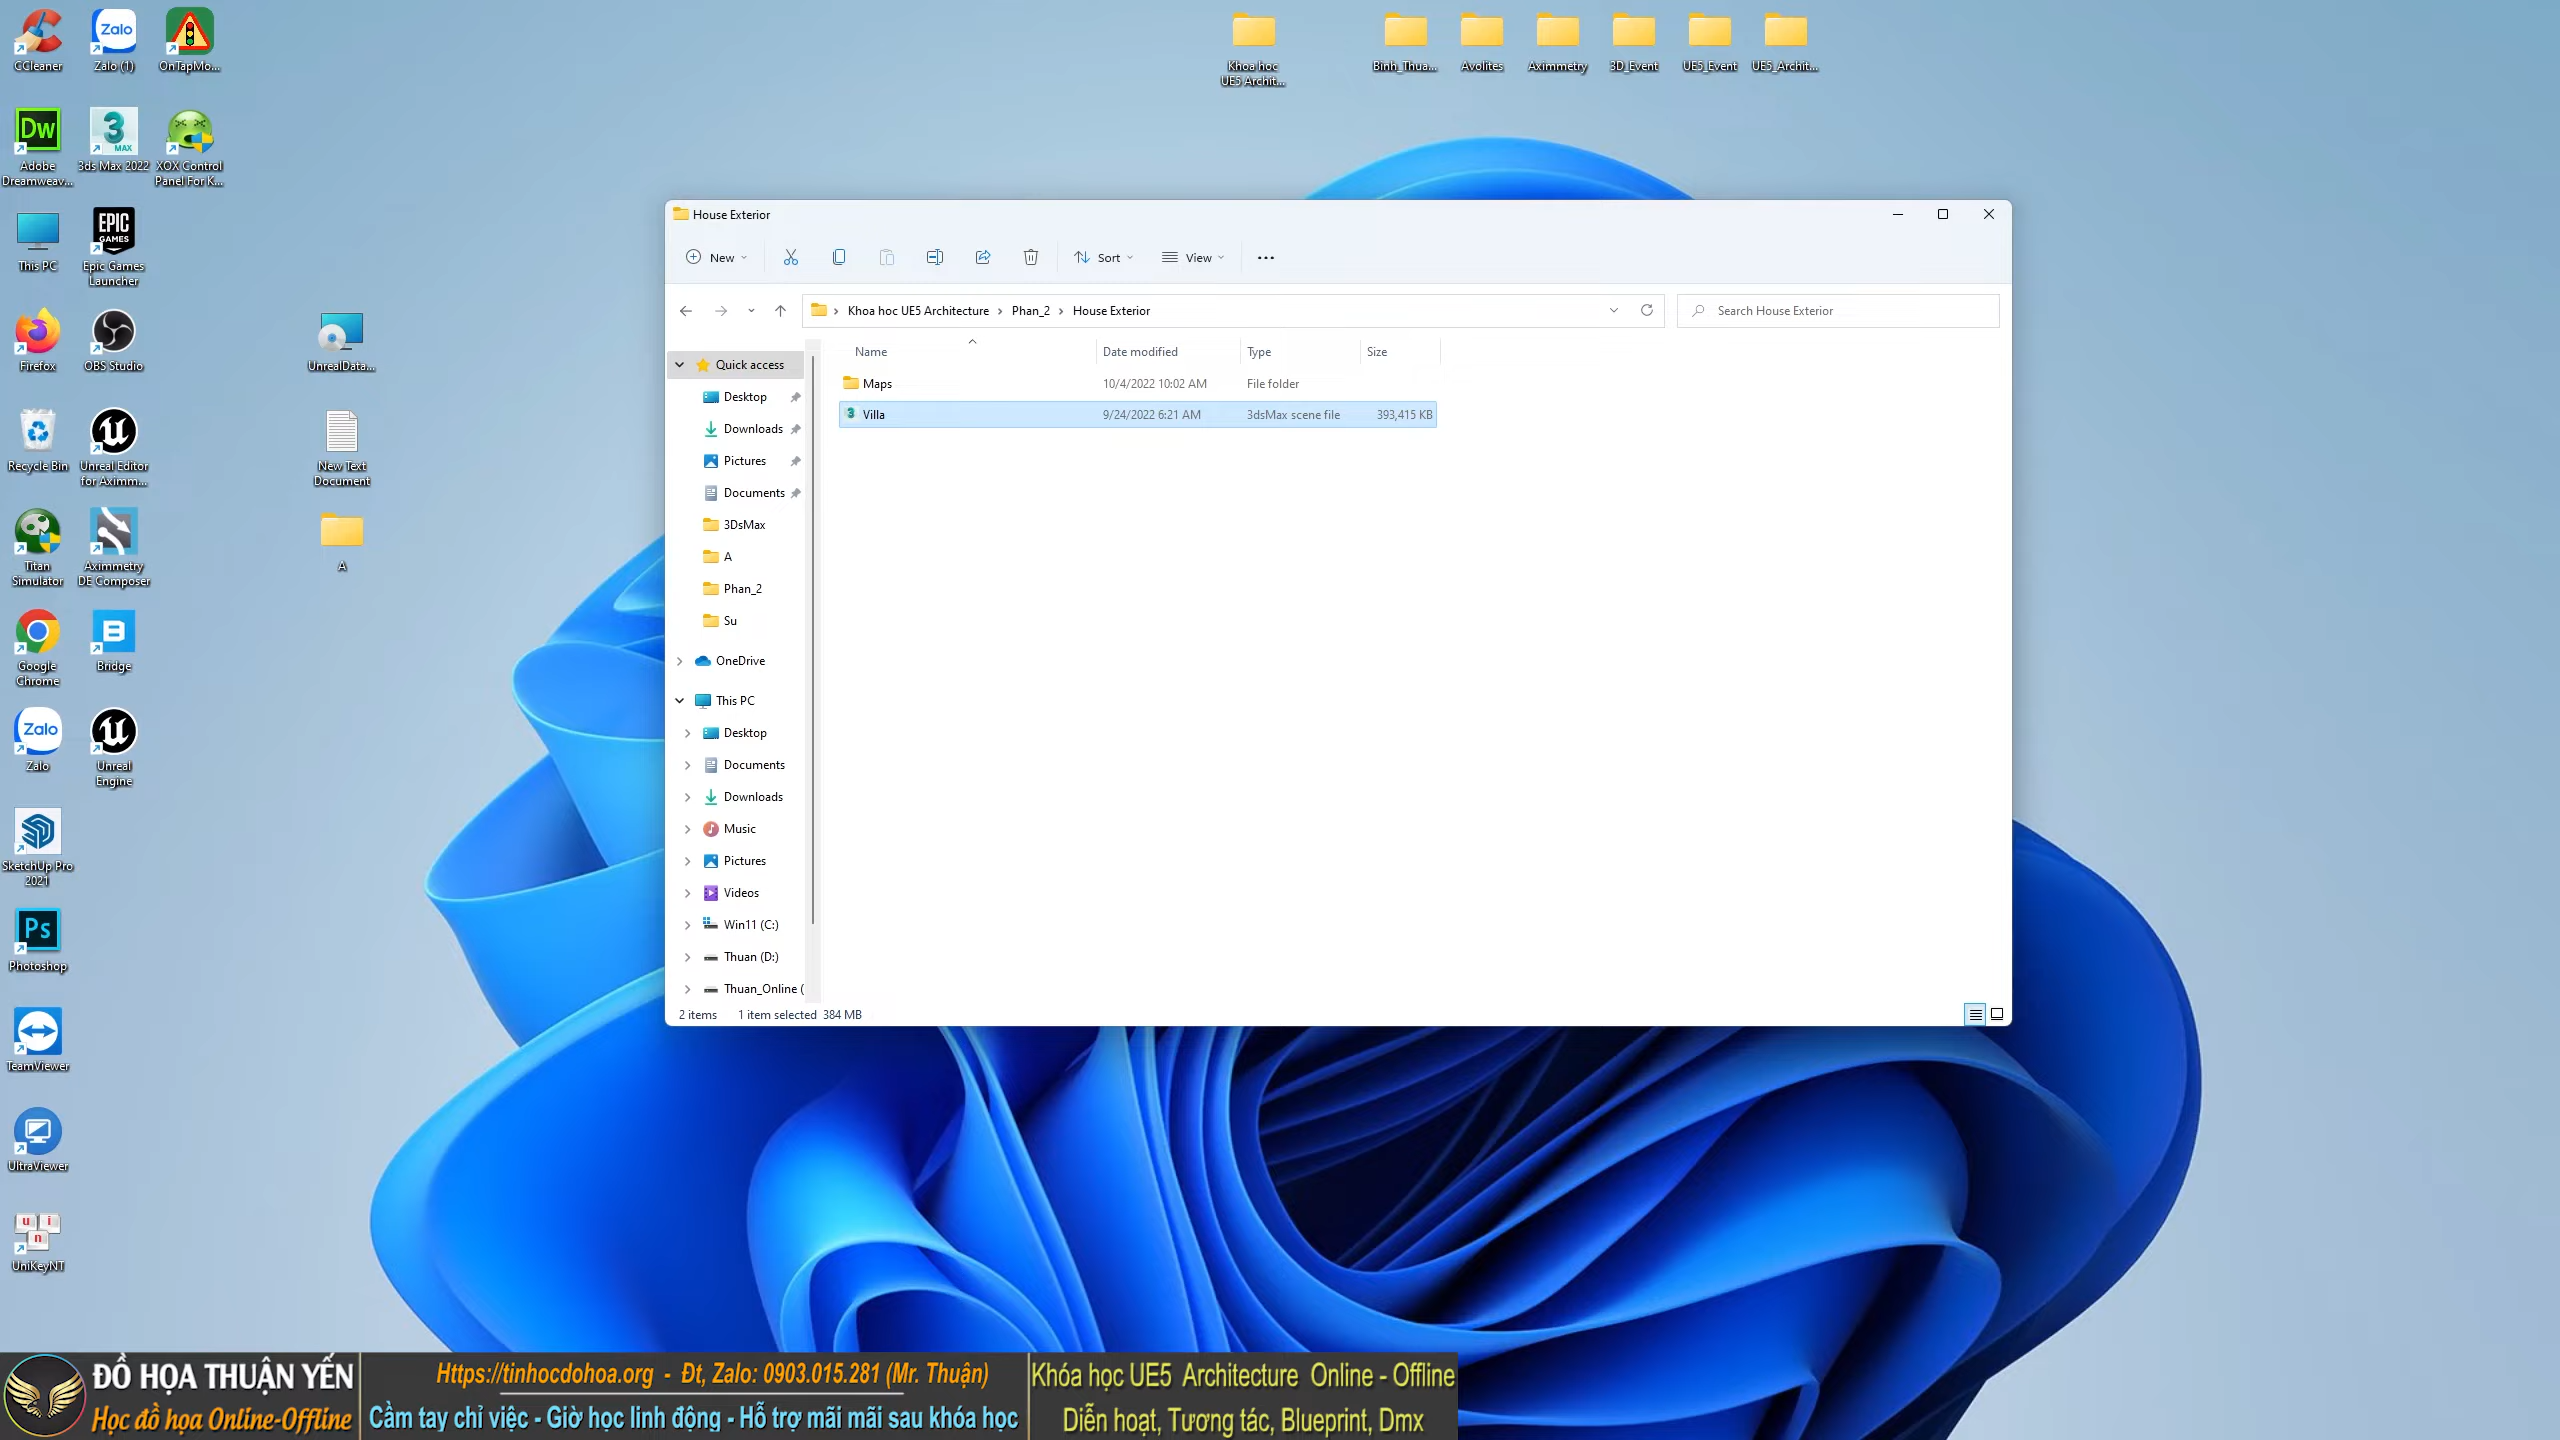 CCleaner
Zalo (1)
OnTapMo...
Khoa hoc
UE5 Archit...
Binh_Thua...
Avolites
Aximmetry
3D_Event
UE5_Event
UE5_Archit...
Adobe
Dreamweav...
3ds Max 2022
XOX Control
Panel For K...
This PC
Epic Games
Launcher
Firefox
OBS Studio
UnrealData...
Recycle Bin
Unreal Editor
for Aximm...
New Text
Document
Titan
Simulator
Aximmetry
DE Composer
A
Google
Chrome
Bridge
Zalo
Unreal
Engine
SketchUp Pro
2021
Photoshop
TeamViewer
UltraViewer
UniKeyNT
House Exterior
New
Sort
View
Khoa hoc UE5 Architecture > Phan_2 > House Exterior
Search House Exterior
Name Date modified Type Size
Maps 10/4/2022 10:02 AM File folder
Villa 9/24/2022 6:21 AM 3dsMax scene file 393,415 KB
Quick access
Desktop
Downloads
Pictures
Documents
3DsMax
A
Phan_2
Su
OneDrive
This PC
Desktop
Documents
Downloads
Music
Pictures
Videos
Win11 (C:)
Thuan (D:)
Thuan_Online (
2 items 1 item selected 384 MB
ĐỒ HỌA THUẬN YẾN
Học đồ họa Online-Offline
Https://tinhocdohoa.org - Đt, Zalo: 0903.015.281 (Mr. Thuận)
Cầm tay chỉ việc - Giờ học linh động - Hỗ trợ mãi mãi sau khóa học
Khóa học UE5 Architecture Online - Offline
Diễn hoạt, Tương tác, Blueprint, Dmx